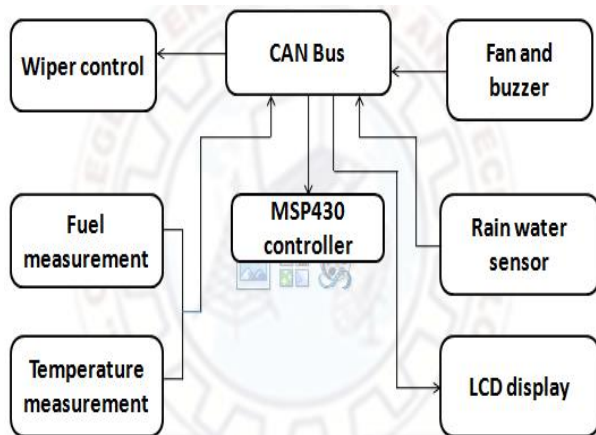 Wiper control
CAN Bus
Fan and
buzzer
Fuel
measurement
MSP430
controller
Rain water
sensor
Temperature
measurement
LCD display